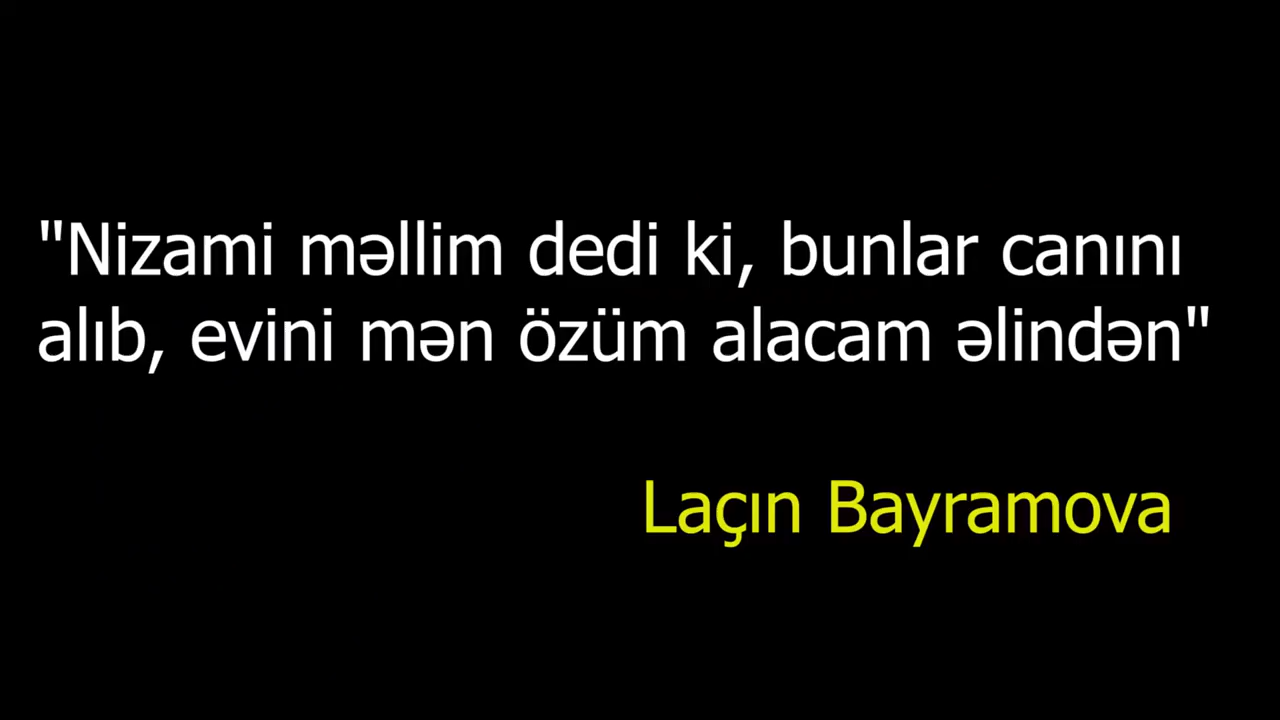 "Nizami məllim dedi ki, bunlar canını
alıb, evini mən özüm alacam əlindən"
Laçın Bayramova